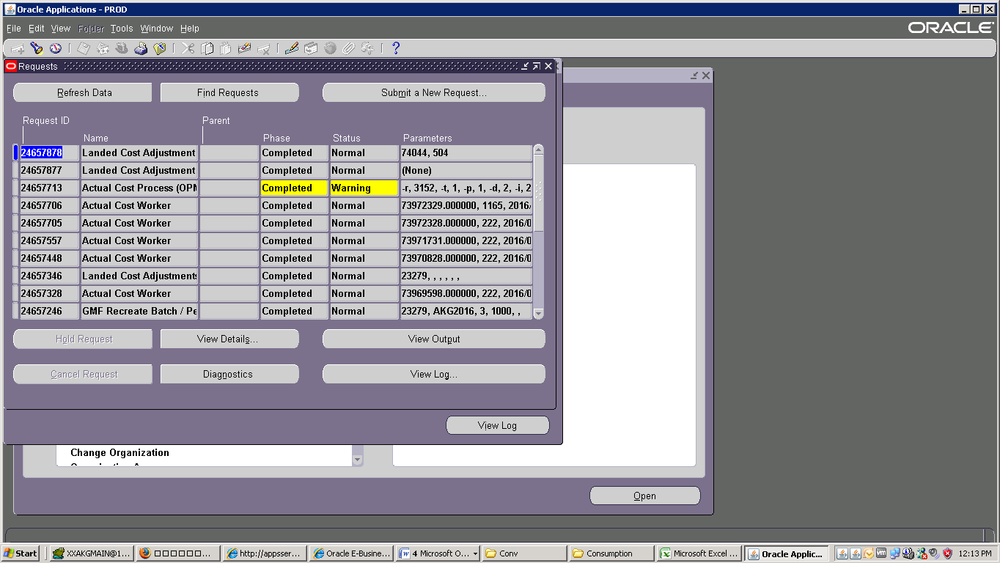 Oracle Applications - PROD
File Edit View Folder Tools Window Help
ORACLE
Requests
Refresh Data Find Requests Submit a New Request...
Request ID Parent
Name Phase Status Parameters
24657878 Landed Cost Adjustment Completed Normal 74044, 504
24657877 Landed Cost Adjustment Completed Normal (None)
24657713 Actual Cost Process (OPM Completed Warning -r, 3152, -t, 1, -p, 1, -d, 2, -i, 2
24657706 Actual Cost Worker Completed Normal 73972329.000000, 1165, 2016/
24657705 Actual Cost Worker Completed Normal 73972328.000000, 222, 2016/0
24657557 Actual Cost Worker Completed Normal 73971731.000000, 222, 2016/0
24657448 Actual Cost Worker Completed Normal 73970828.000000, 222, 2016/0
24657346 Landed Cost Adjustments Completed Normal 23279, , , , , ,
24657328 Actual Cost Worker Completed Normal 73969598.000000, 222, 2016/0
24657246 GMF Recreate Batch / Pe Completed Normal 23279, AKG2016, 3, 1000, , 
Hold Request View Details... View Output
Cancel Request Diagnostics View Log...
View Log
Change Organization
Open
Start XXAKGMAIN@1... http://appsser... Oracle E-Busine... 4 Microsoft O... Conv Consumption Microsoft Excel ... Oracle Applic... 12:13 PM